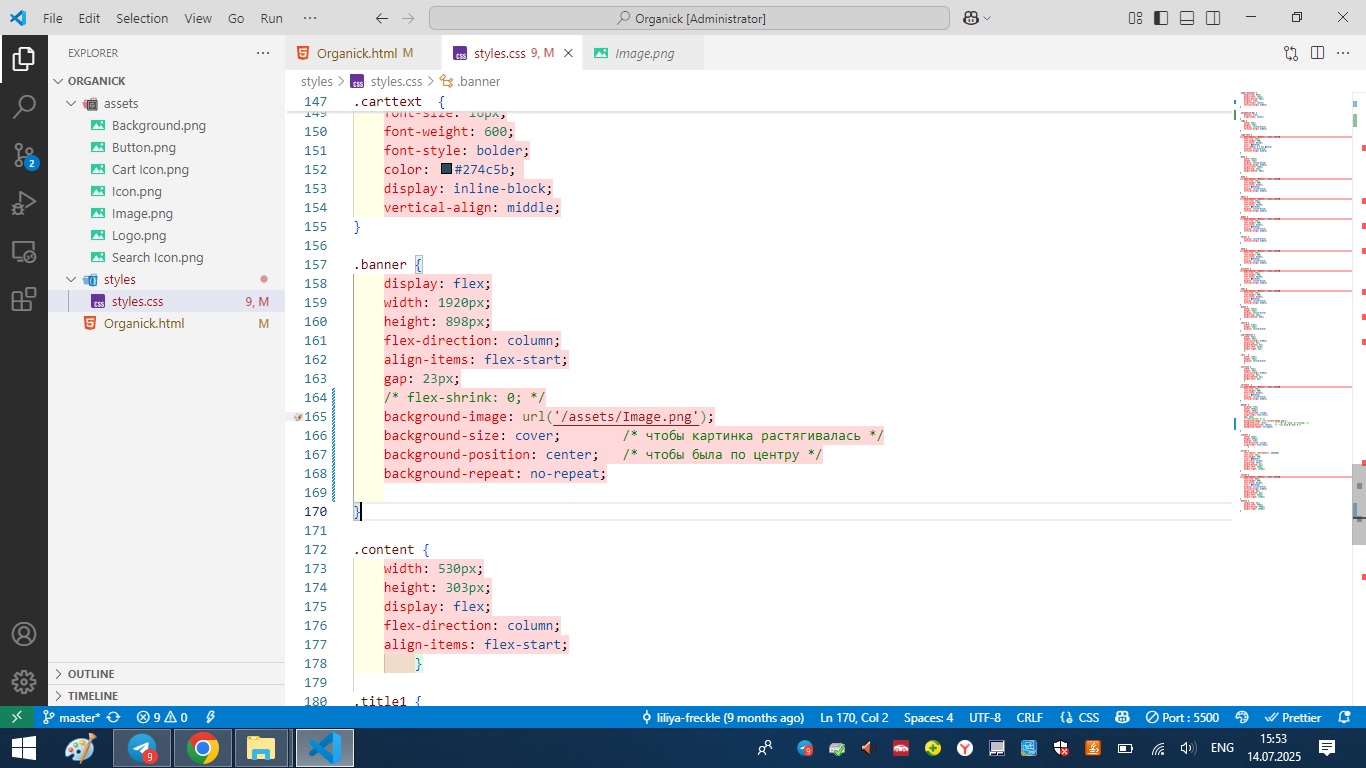 File Edit Selection View Go Run ··· Organick [Administrator]
EXPLORER ···
Organick.html M styles.css 9, M Image.png ···
ORGANICK
styles > styles.css > .banner
assets
Background.png
Button.png
Cart Icon.png
Icon.png
Image.png
Logo.png
Search Icon.png
styles
styles.css 9, M
Organick.html M
OUTLINE
TIMELINE
2
147 .carttext {
149 font-size: 18px;
150 font-weight: 600;
151 font-style: bolder;
152 color: #274c5b;
153 display: inline-block;
154 vertical-align: middle;
155 }
156
157 .banner {
158 display: flex;
159 width: 1920px;
160 height: 898px;
161 flex-direction: column;
162 align-items: flex-start;
163 gap: 23px;
164 /* flex-shrink: 0; */
165 background-image: url('/assets/Image.png');
166 background-size: cover; /* чтобы картинка растягивалась */
167 background-position: center; /* чтобы была по центру */
168 background-repeat: no-repeat;
169
170 }
171
172 .content {
173 width: 530px;
174 height: 303px;
175 display: flex;
176 flex-direction: column;
177 align-items: flex-start;
178 }
179
180 .title1 {
master* 9 0 liliya-freckle (9 months ago) Ln 170, Col 2 Spaces: 4 UTF-8 CRLF { } CSS Port : 5500 Prettier
9 9 ENG 15:53
14.07.2025